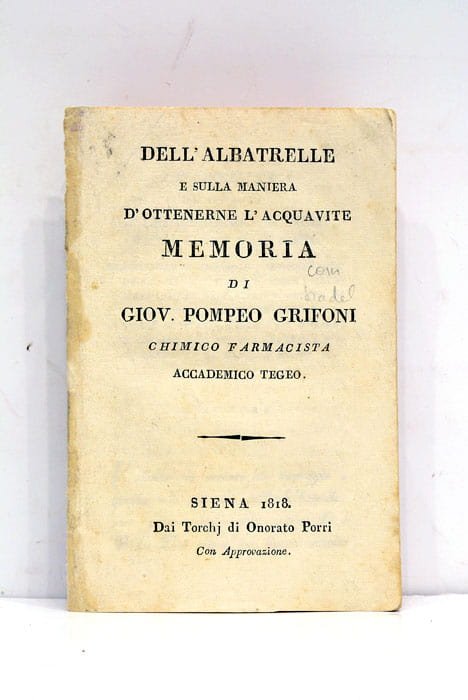 DELL'ALBATRELLE
E SULLA MANIERA
D'OTTENERNE L'ACQUAVITE
MEMORIA
DI
GIOV. POMPEO GRIFONI
CHIMICO FARMACISTA
ACCADEMICO TEGEO.
SIENA 1818.
Dai Torchj di Onorato Porri
Con Approvazione.